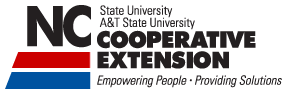 NC State University
A&T State University
COOPERATIVE
EXTENSION
Empowering People • Providing Solutions